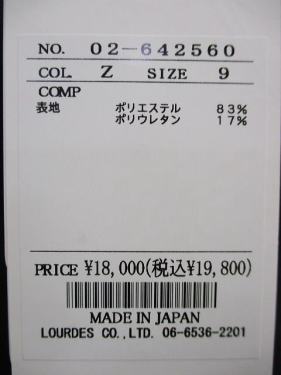 NO. 02-642560
COL. Z SIZE 9
COMP
表地 ポリエステル 83%
ポリウレタン 17%
PRICE ¥18,000(税込¥19,800)
MADE IN JAPAN
LOURDES CO.,LTD. 06-6536-2201